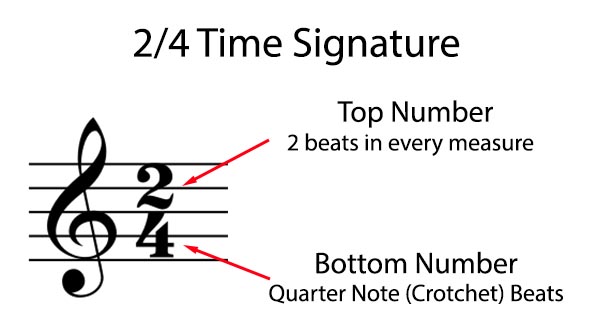 2/4 Time Signature
Top Number
2 beats in every measure
2
4
Bottom Number
Quarter Note (Crotchet) Beats